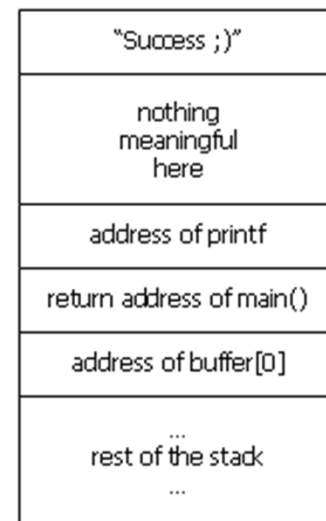 “Success ;)”
nothing
meaningful
here
address of printf
return address of main()
address of buffer[0]
...
rest of the stack
...